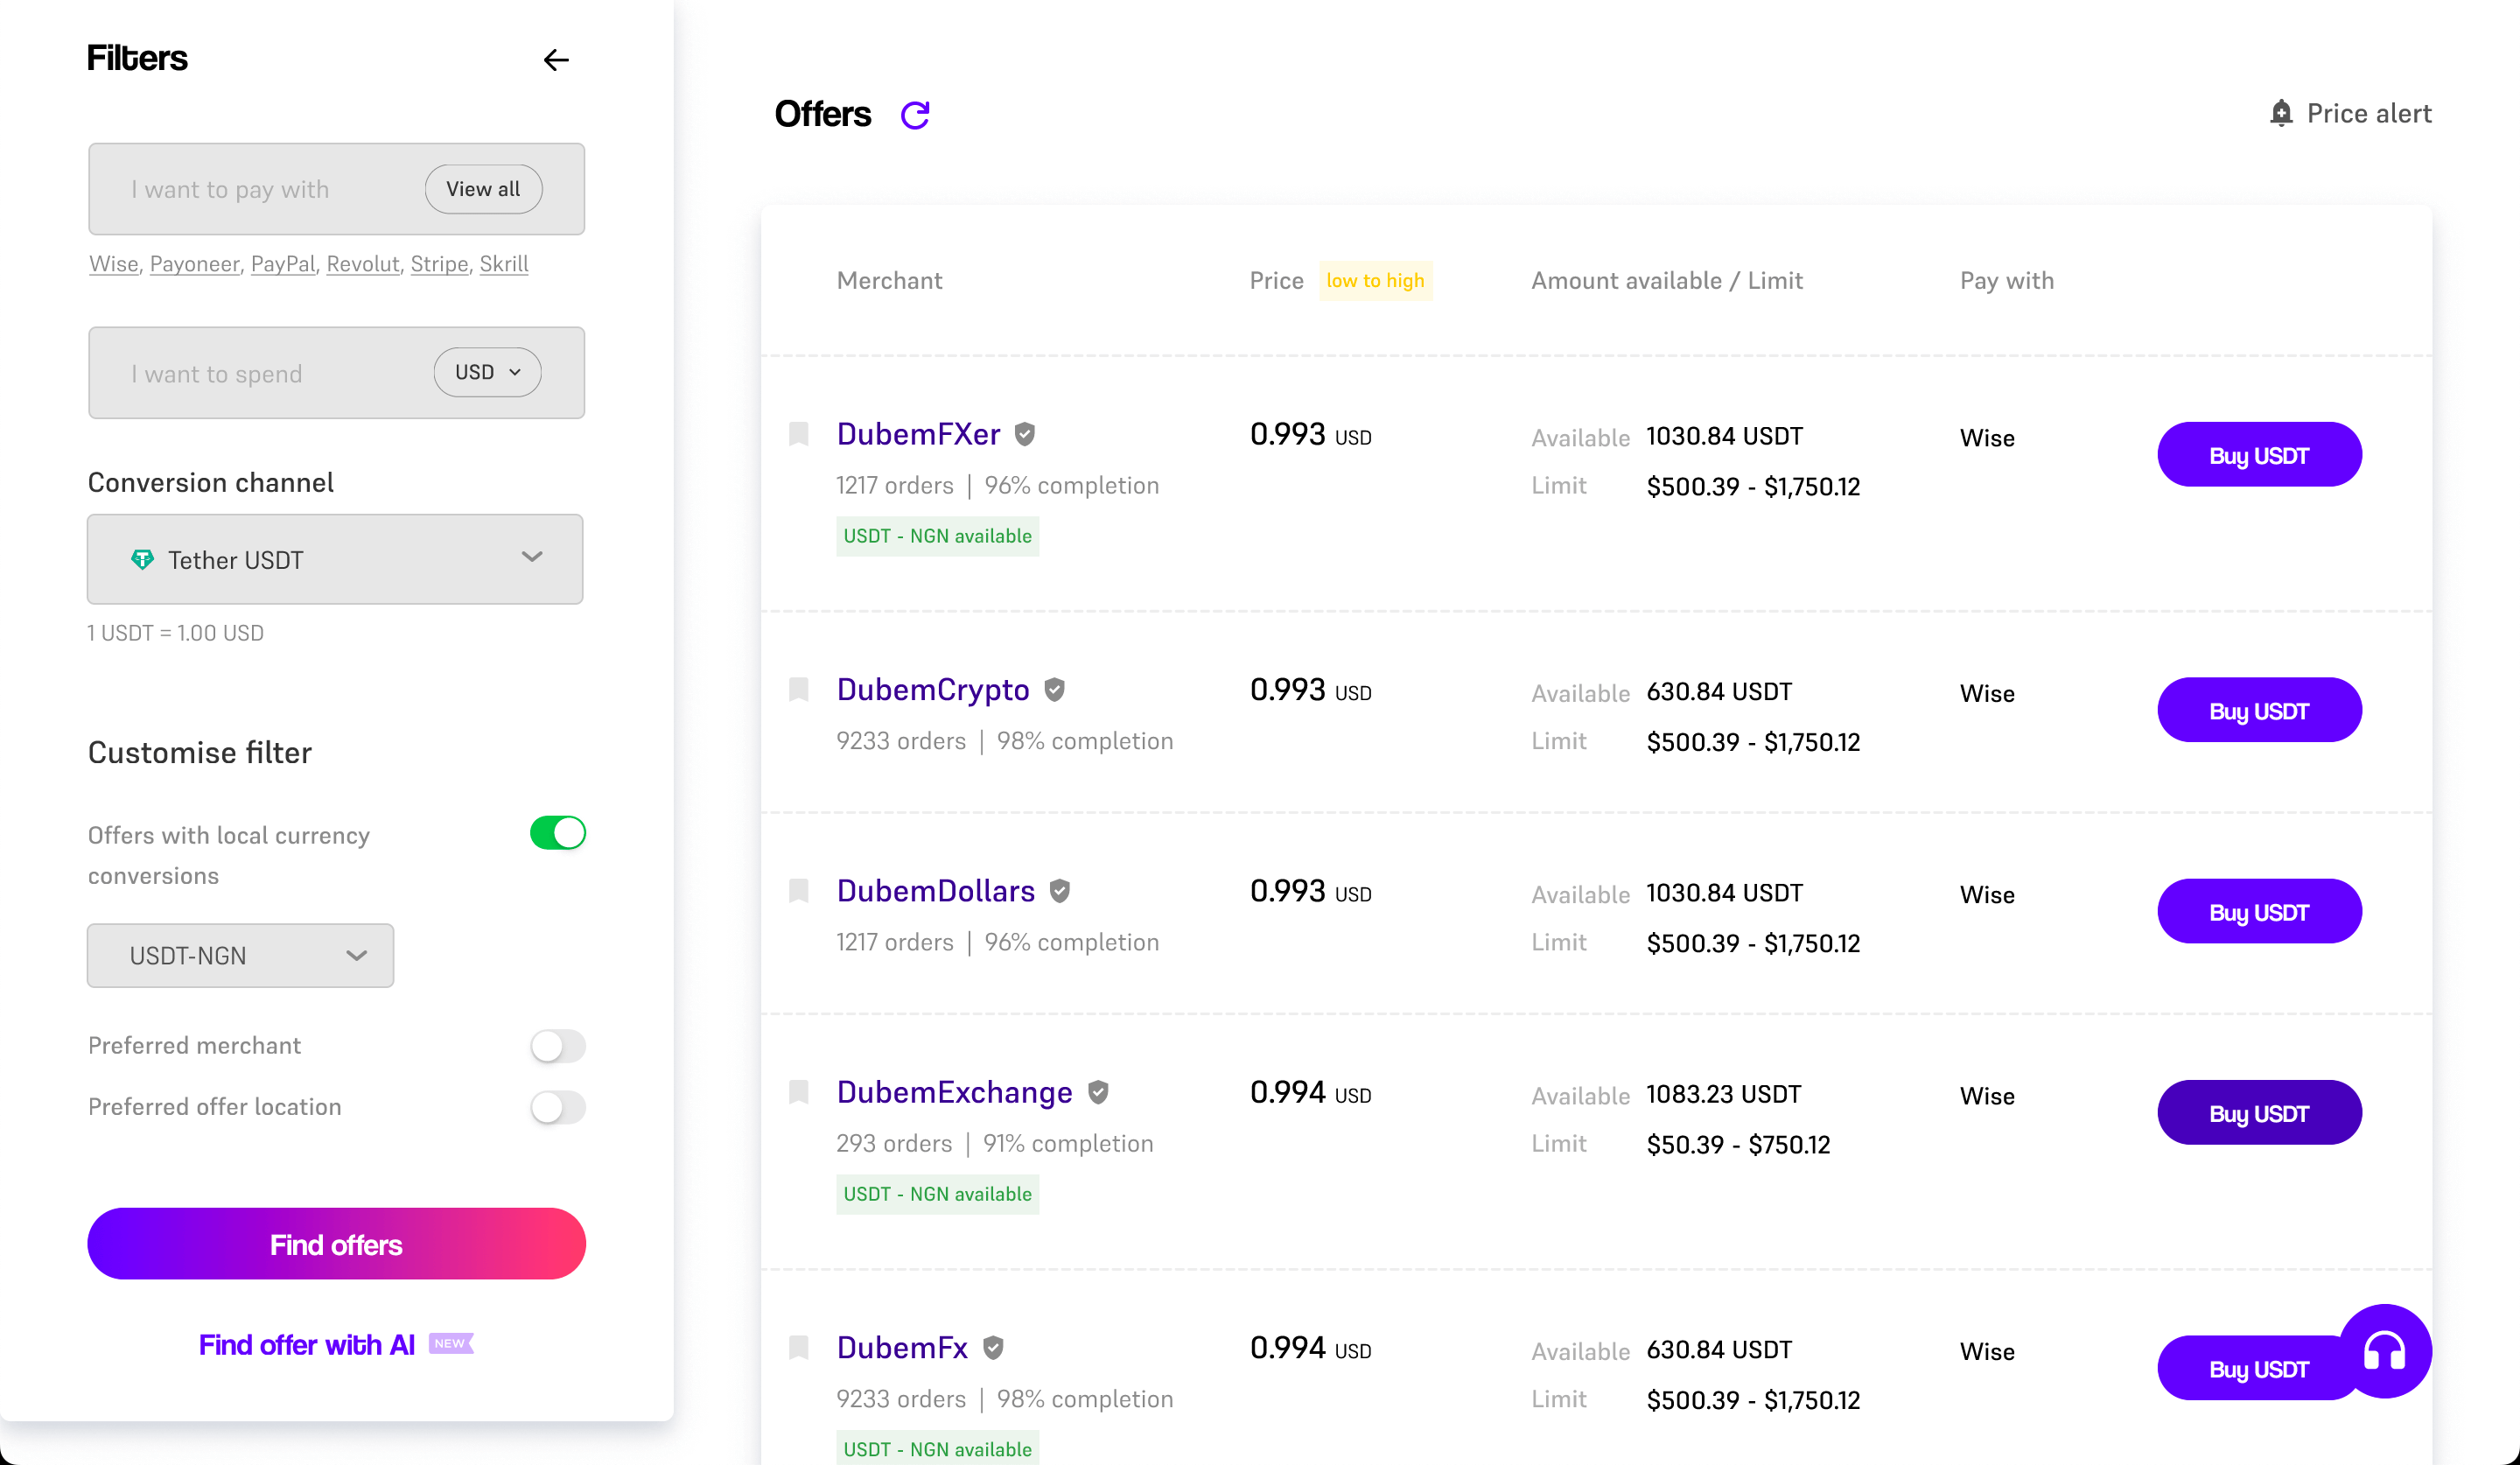 Filters
I want to pay with View all
Wise, Payoneer, PayPal, Revolut, Stripe, Skrill
I want to spend USD
Conversion channel
Tether USDT
1 USDT = 1.00 USD
Customise filter
Offers with local currency
conversions
USDT-NGN
Preferred merchant
Preferred offer location
Find offers
Find offer with AI NEW
Offers
Price alert
Merchant Price low to high Amount available / Limit Pay with
DubemFXer 0.993 USD Available 1030.84 USDT Wise Buy USDT
1217 orders | 96% completion Limit $500.39 - $1,750.12
USDT - NGN available
DubemCrypto 0.993 USD Available 630.84 USDT Wise Buy USDT
9233 orders | 98% completion Limit $500.39 - $1,750.12
DubemDollars 0.993 USD Available 1030.84 USDT Wise Buy USDT
1217 orders | 96% completion Limit $500.39 - $1,750.12
DubemExchange 0.994 USD Available 1083.23 USDT Wise Buy USDT
293 orders | 91% completion Limit $50.39 - $750.12
USDT - NGN available
DubemFx 0.994 USD Available 630.84 USDT Wise Buy USDT
9233 orders | 98% completion Limit $500.39 - $1,750.12
USDT - NGN available